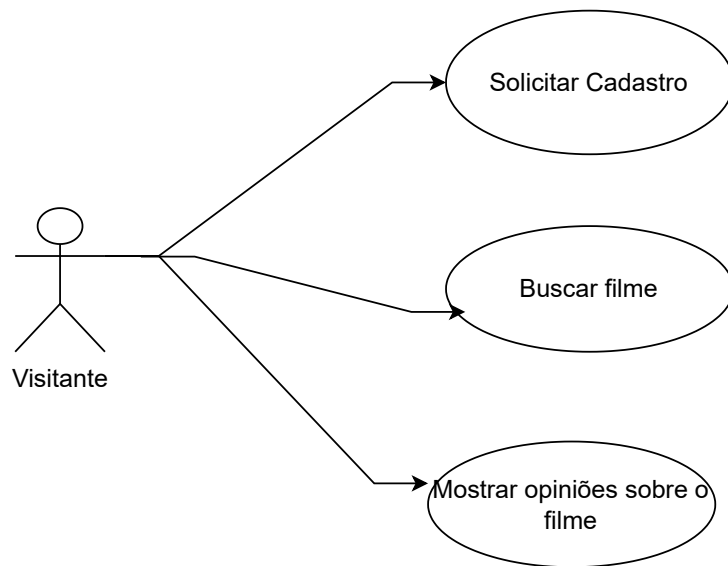 Solicitar Cadastro
Buscar filme
Visitante
Mostrar opiniões sobre o
filme